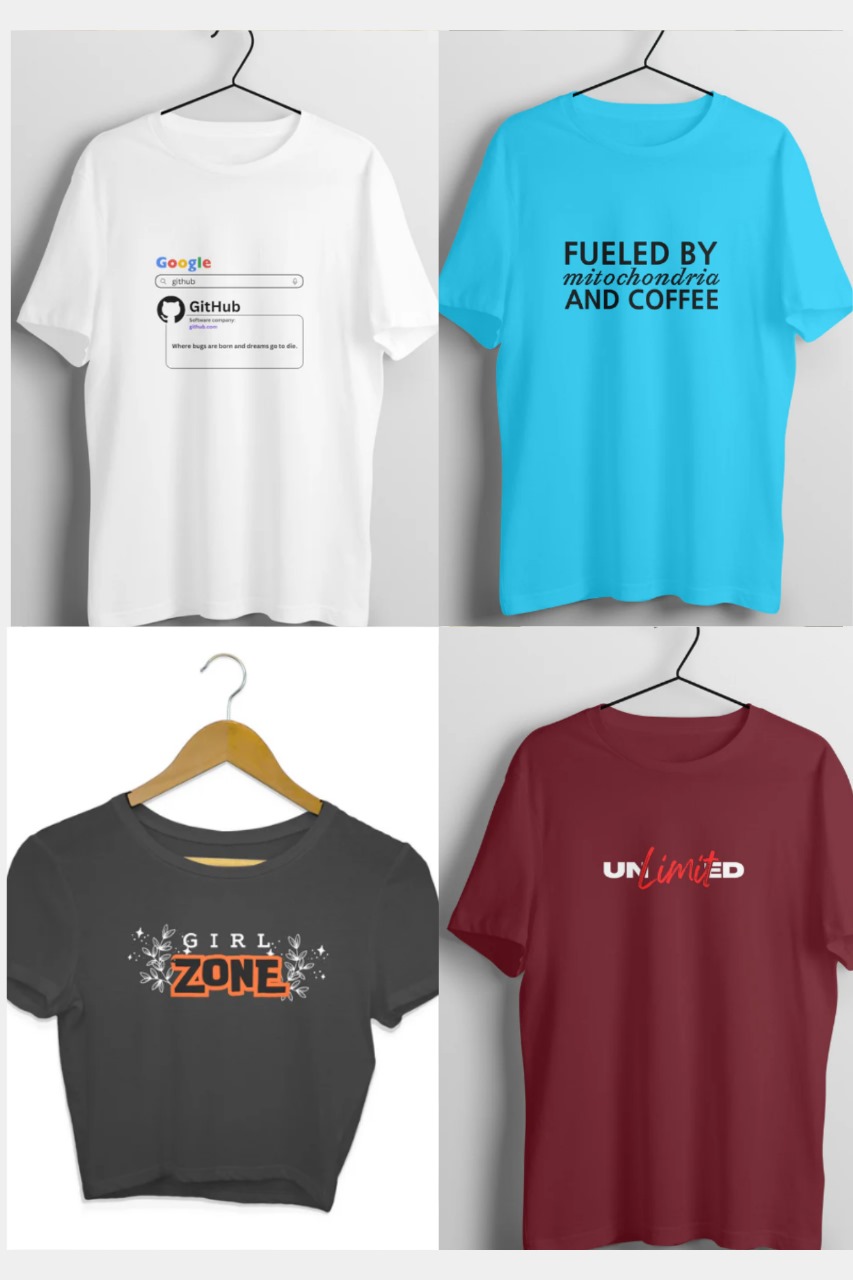 Google
github
GitHub
Software company
github.com
Where bugs are born and dreams go to die.
FUELED BY
mitochondria
AND COFFEE
GIRL
ZONE
UNLimitED